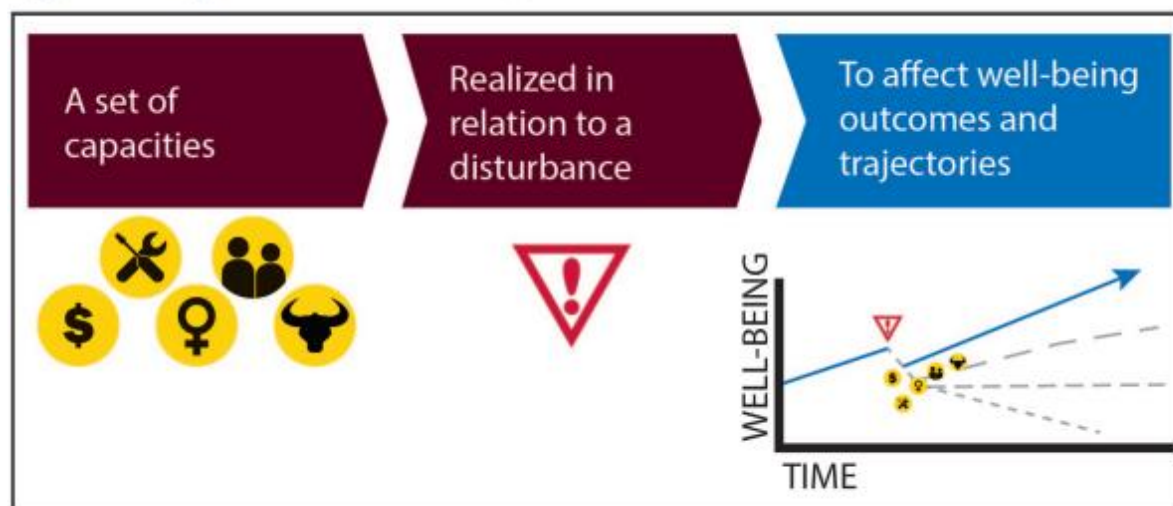 A set of
capacities
Realized in
relation to a
disturbance
To affect well-being
outcomes and
trajectories
$
!
WELL-BEING
TIME